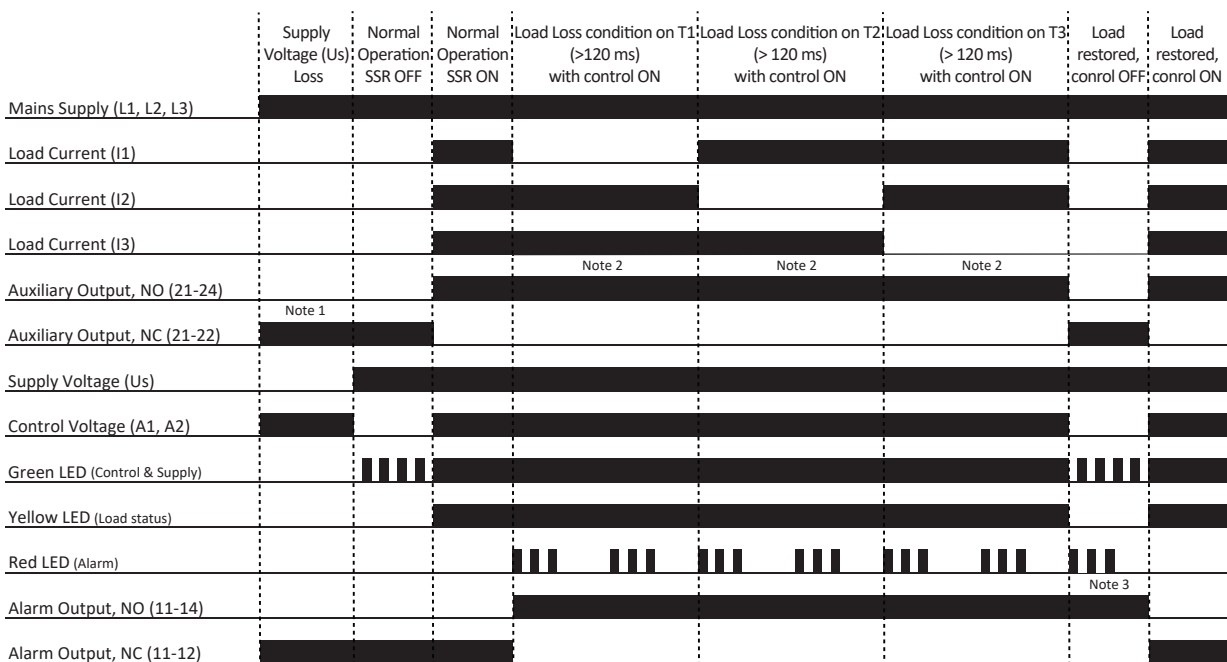 Supply
Voltage (Us)
Loss
Normal
Operation
SSR OFF
Normal
Operation
SSR ON
Load Loss condition on T1
(>120 ms)
with control ON
Load Loss condition on T2
(> 120 ms)
with control ON
Load Loss condition on T3
(> 120 ms)
with control ON
Load
restored,
conrol OFF
Load
restored,
conrol ON
Mains Supply (L1, L2, L3)
Load Current (I1)
Load Current (I2)
Load Current (I3)
Note 2
Note 2
Note 2
Auxiliary Output, NO (21-24)
Note 1
Auxiliary Output, NC (21-22)
Supply Voltage (Us)
Control Voltage (A1, A2)
Green LED (Control & Supply)
Yellow LED (Load status)
Red LED (Alarm)
Note 3
Alarm Output, NO (11-14)
Alarm Output, NC (11-12)